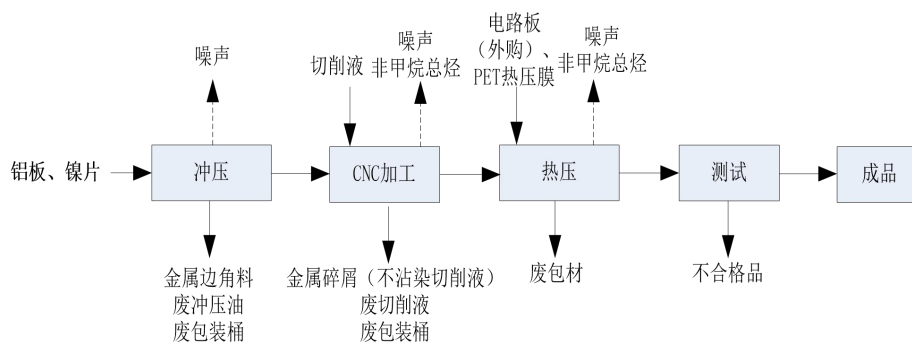 噪声
切削液
噪声
非甲烷总烃
电路板
（外购）、
PET热压膜
噪声
非甲烷总烃
铝板、镍片
冲压
CNC加工
热压
测试
成品
金属边角料
废冲压油
废包装桶
金属碎屑（不沾染切削液）
废切削液
废包装桶
废包材
不合格品